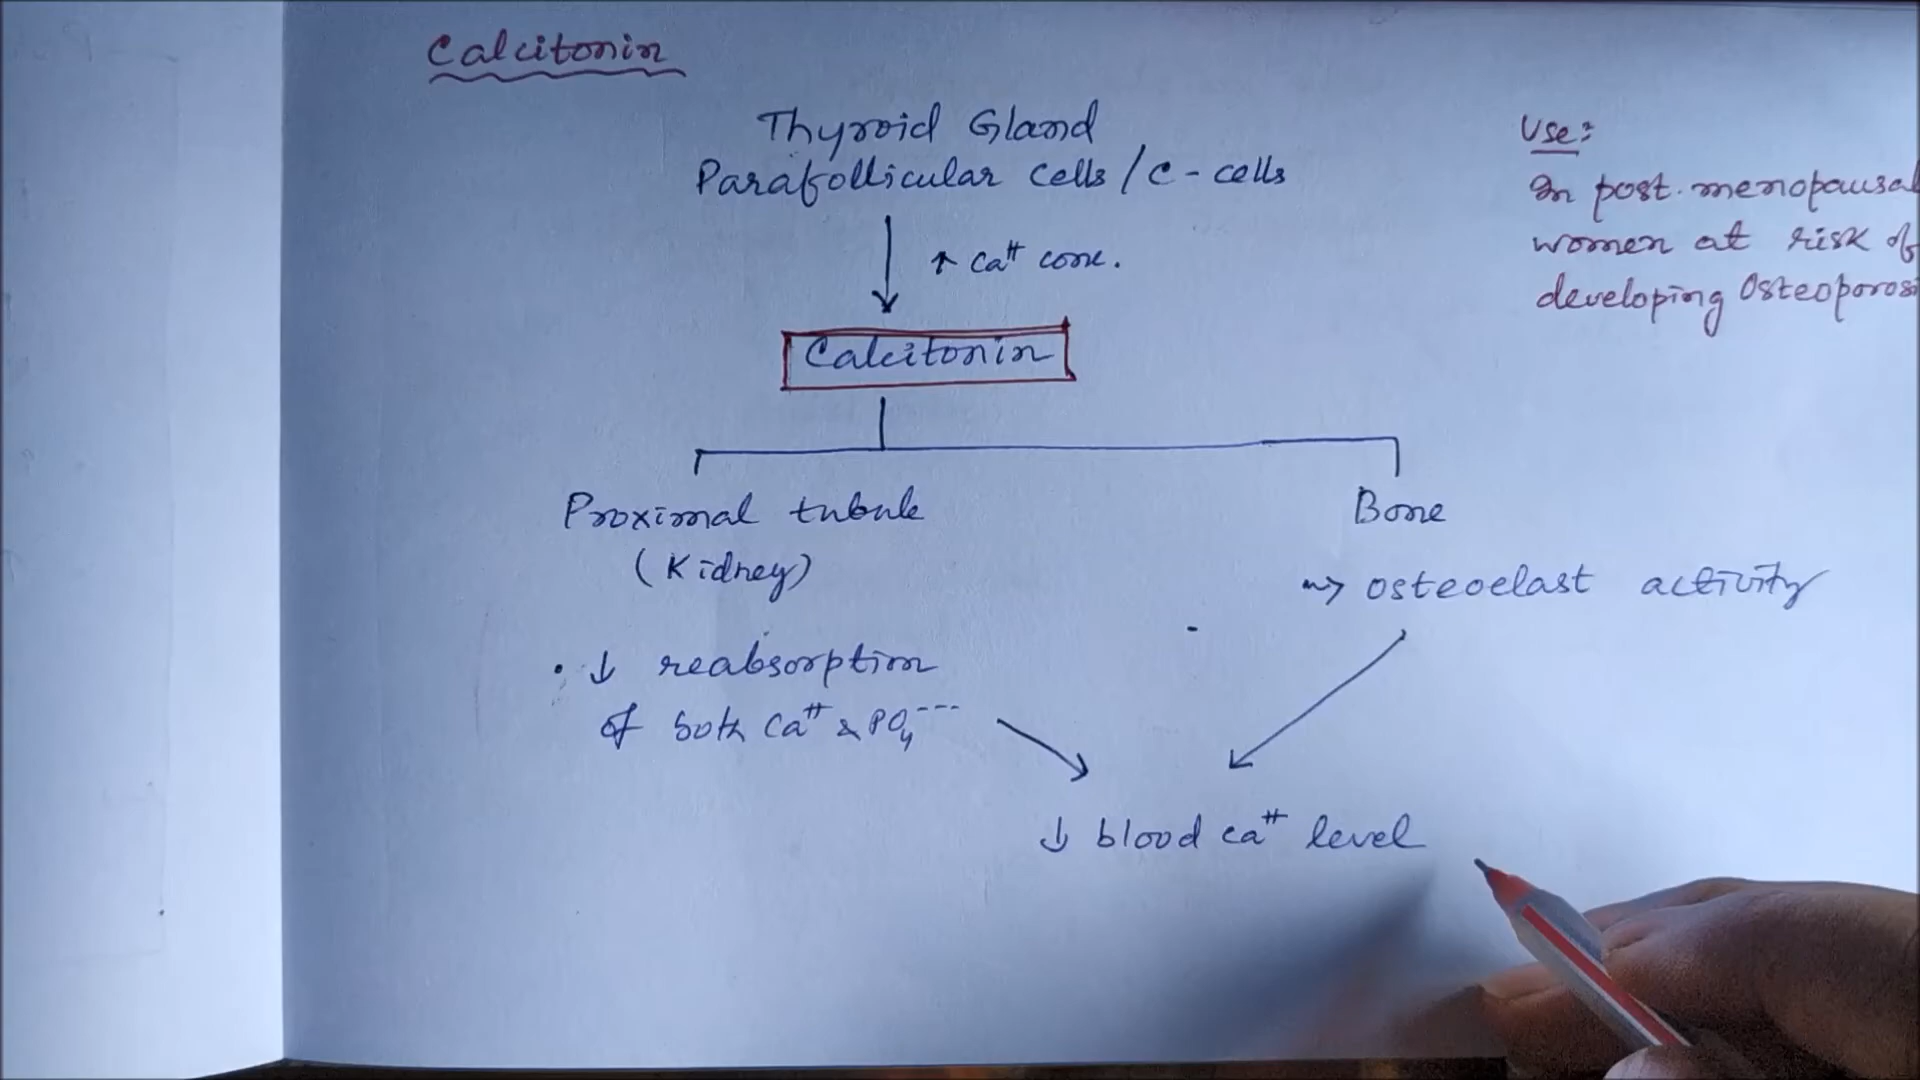 Calcitonin
Thyroid Gland
Parafollicular cells / C - cells
↑ Ca⁺⁺ conc.
Calcitonin
Proximal tubule
(Kidney)
• ↓ reabsorption
of both Ca⁺⁺ & PO₄⁻⁻⁻
Bone
⇝ osteoclast activity
↓ blood Ca⁺⁺ level
Use:
In post. menopausal
women at risk of
developing Osteoporosi